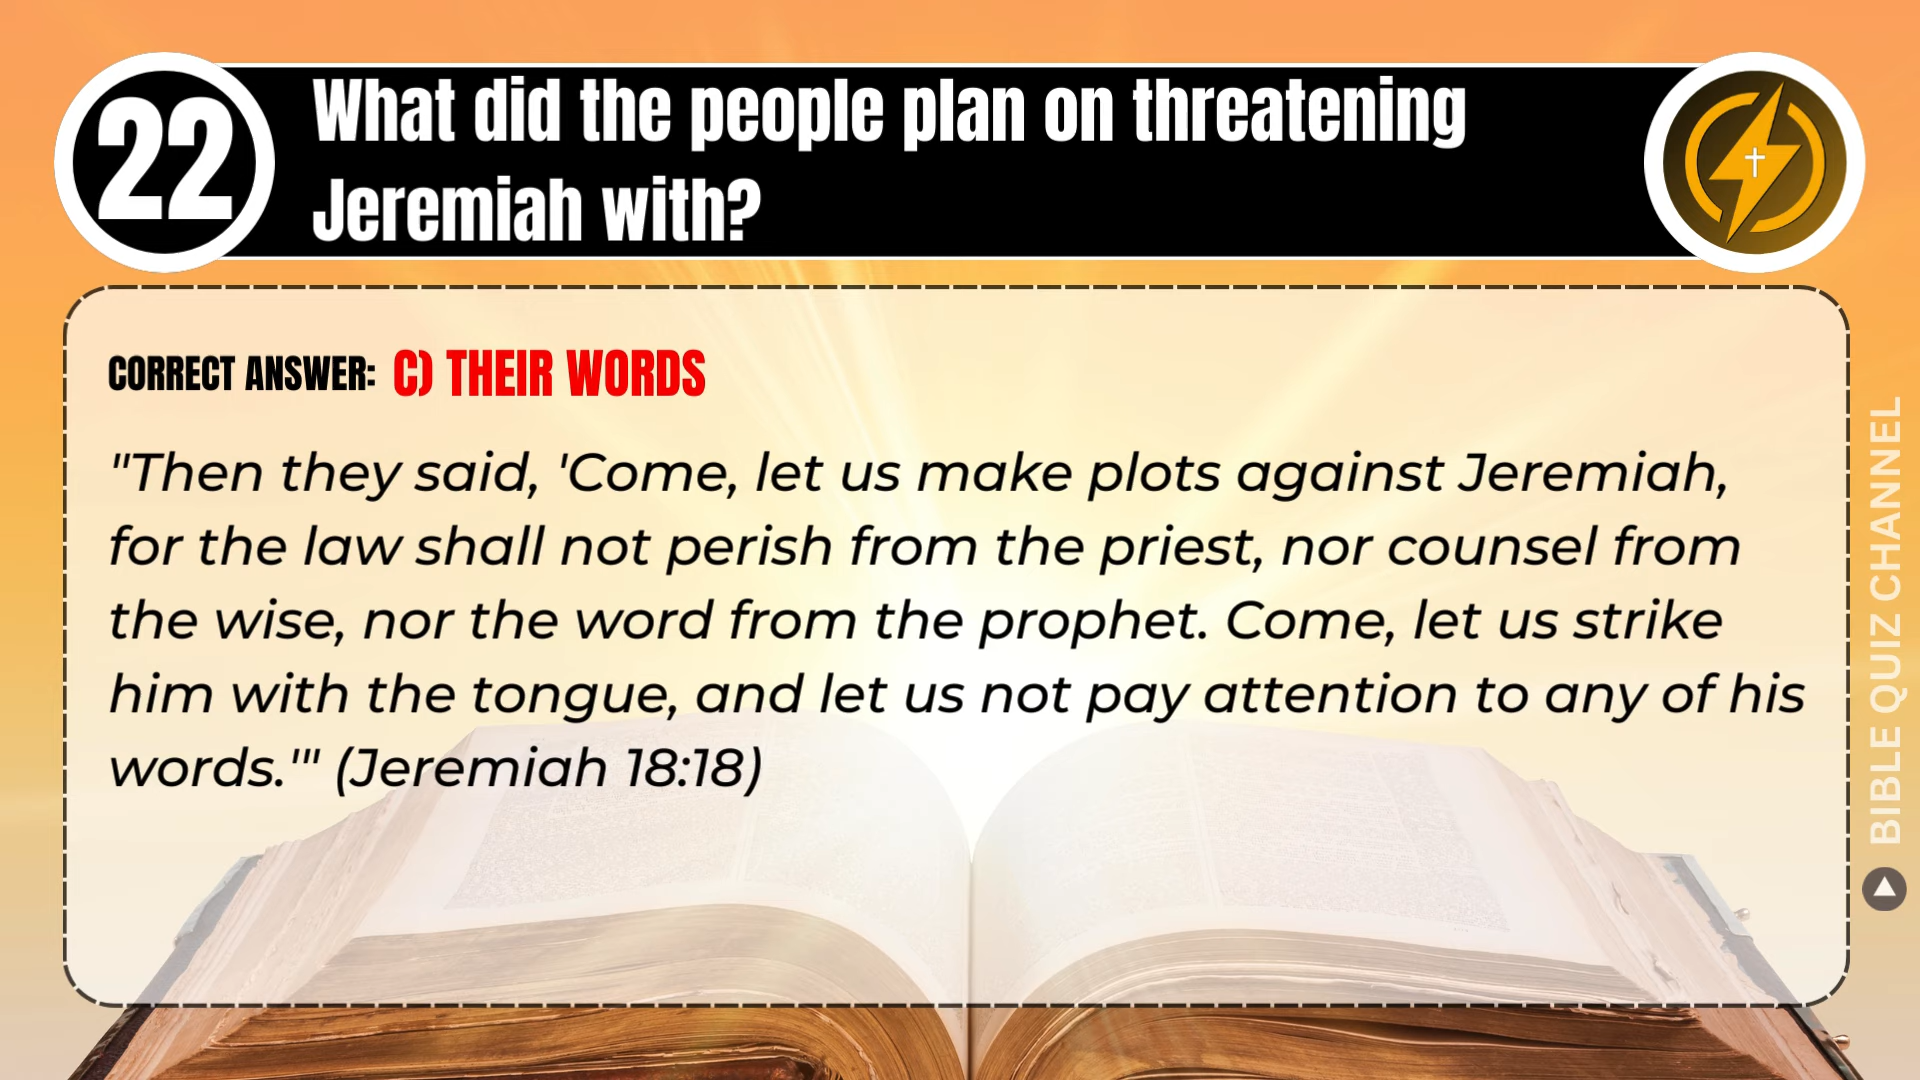 22
What did the people plan on threatening
Jeremiah with?
CORRECT ANSWER: C) THEIR WORDS
"Then they said, 'Come, let us make plots against Jeremiah,
for the law shall not perish from the priest, nor counsel from
the wise, nor the word from the prophet. Come, let us strike
him with the tongue, and let us not pay attention to any of his
words.'" (Jeremiah 18:18)
BIBLE QUIZ CHANNEL